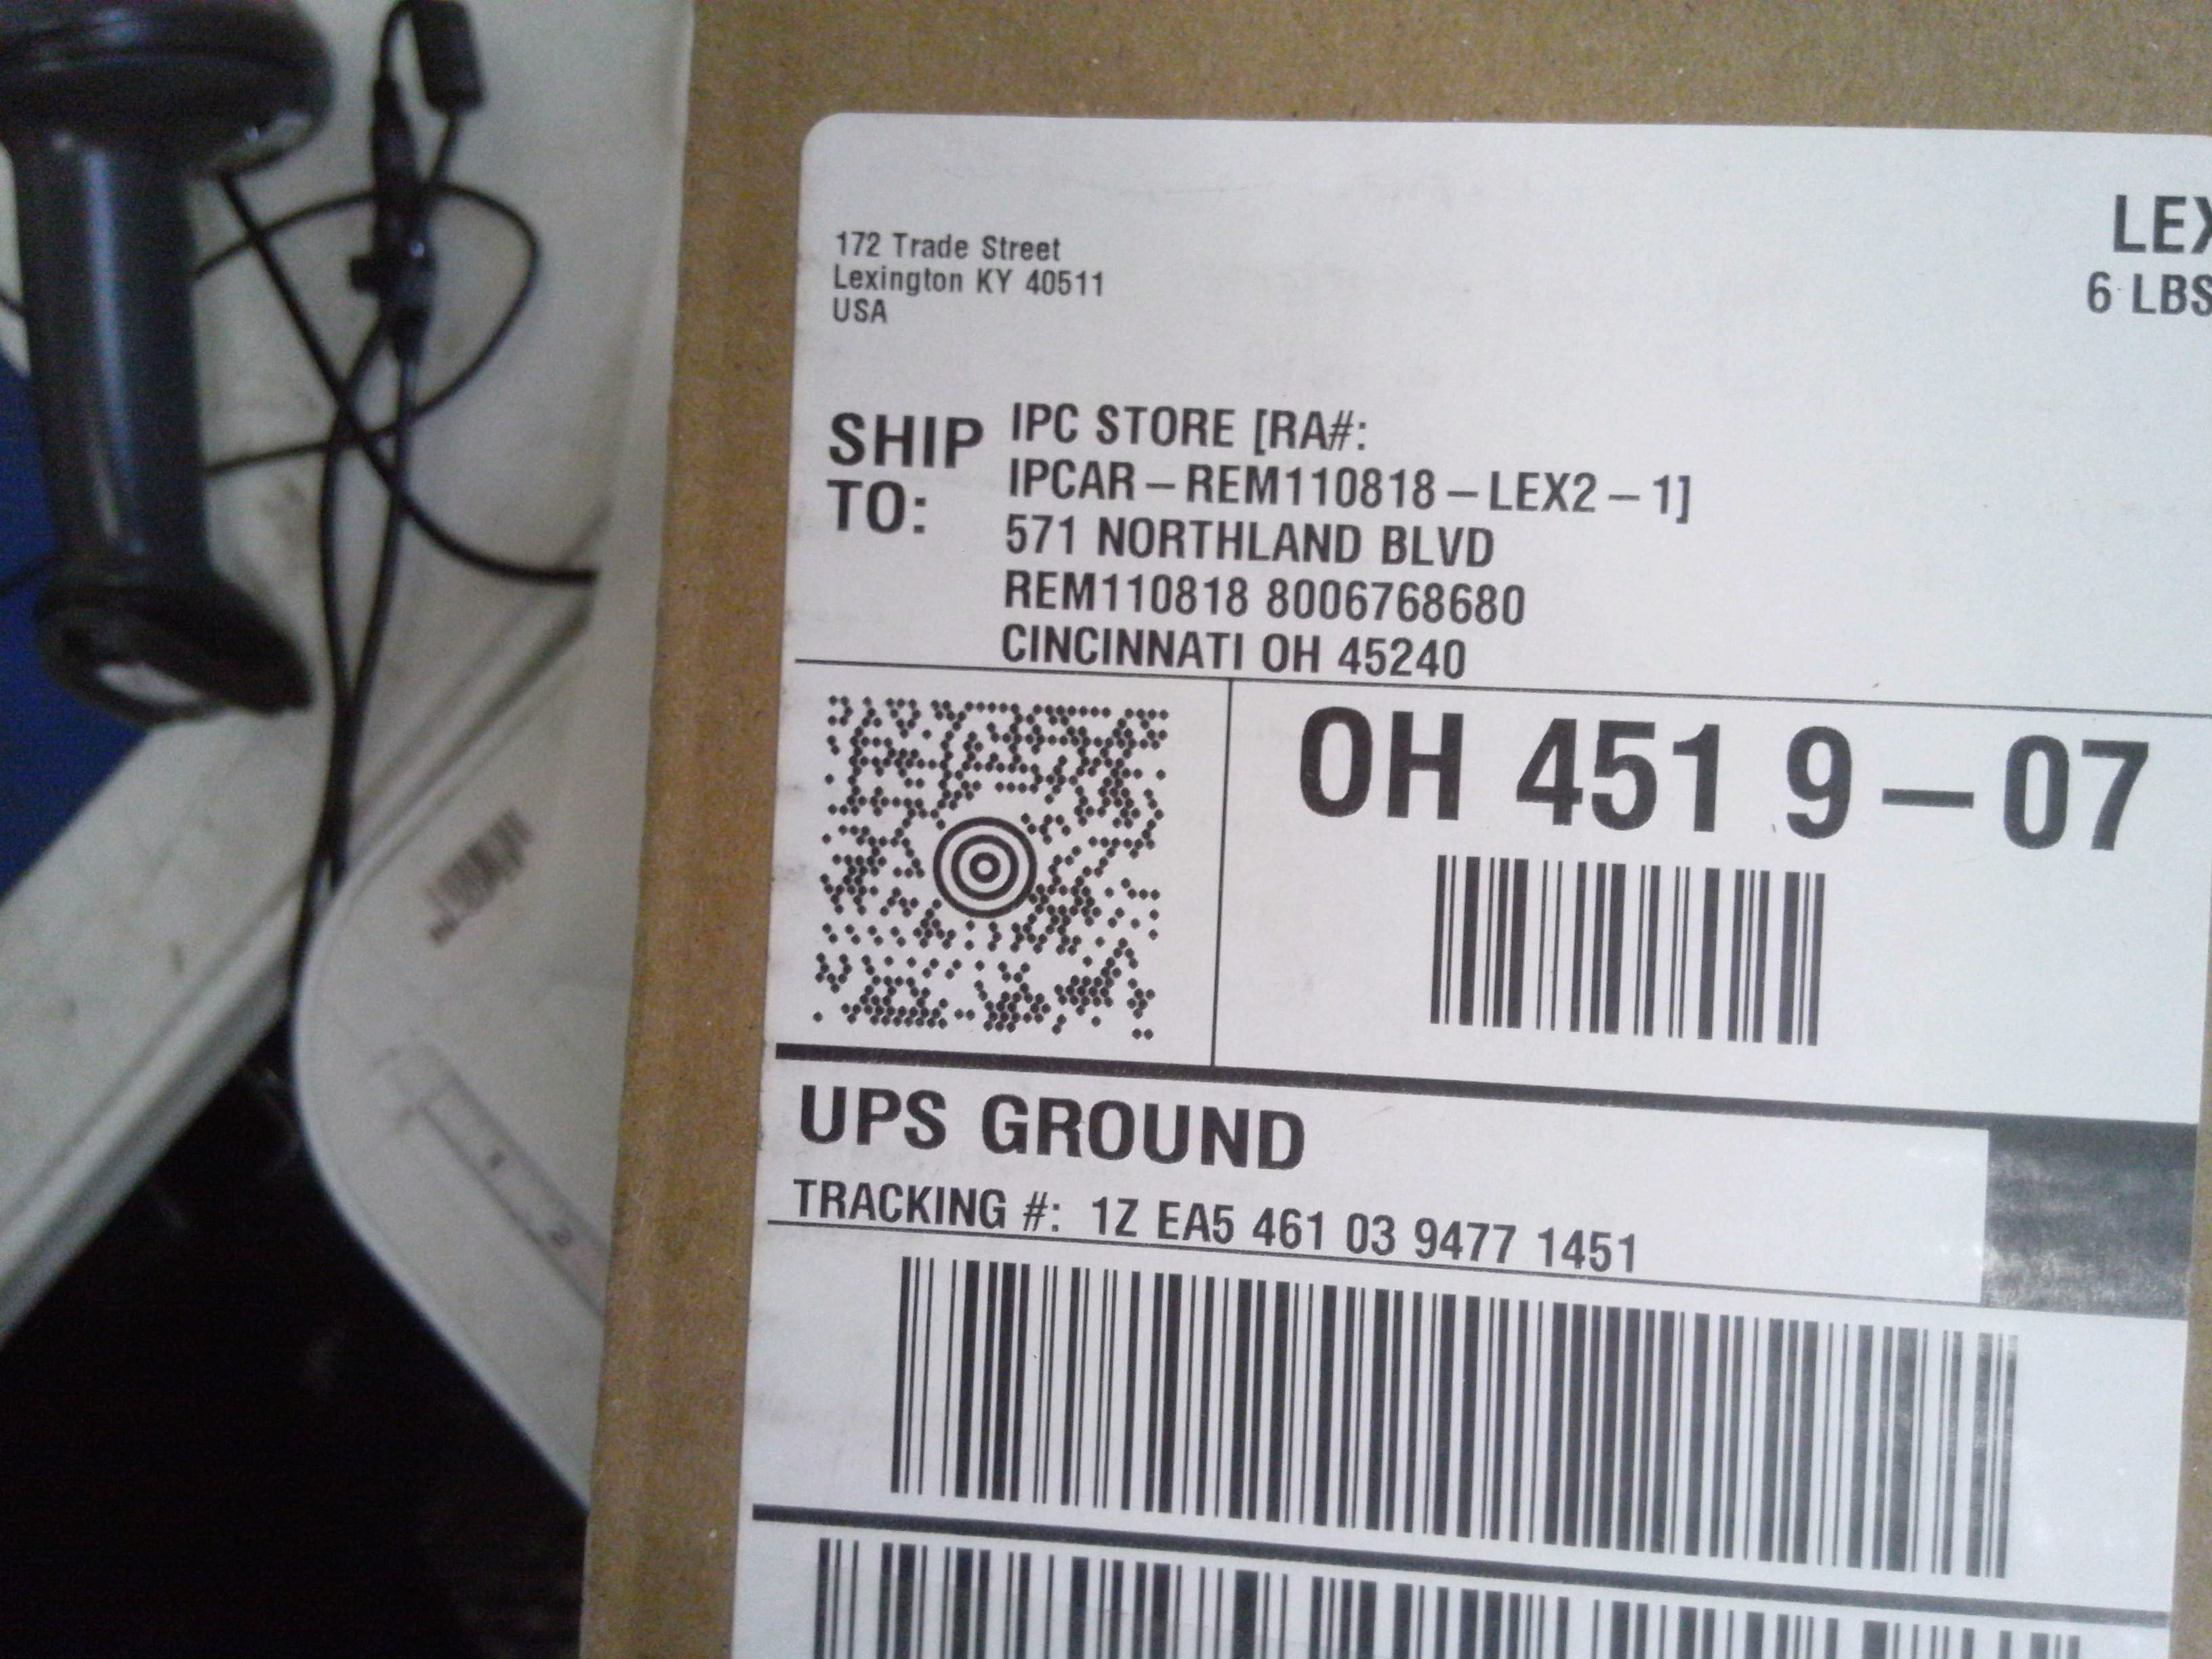 172 Trade Street
Lexington KY 40511
USA
LEX
6 LBS
SHIP TO:
IPC STORE [RA#:
IPCAR-REM110818-LEX2-1]
571 NORTHLAND BLVD
REM110818 8006768680
CINCINNATI OH 45240
OH 451 9-07
UPS GROUND
TRACKING #: 1Z EA5 461 03 9477 1451